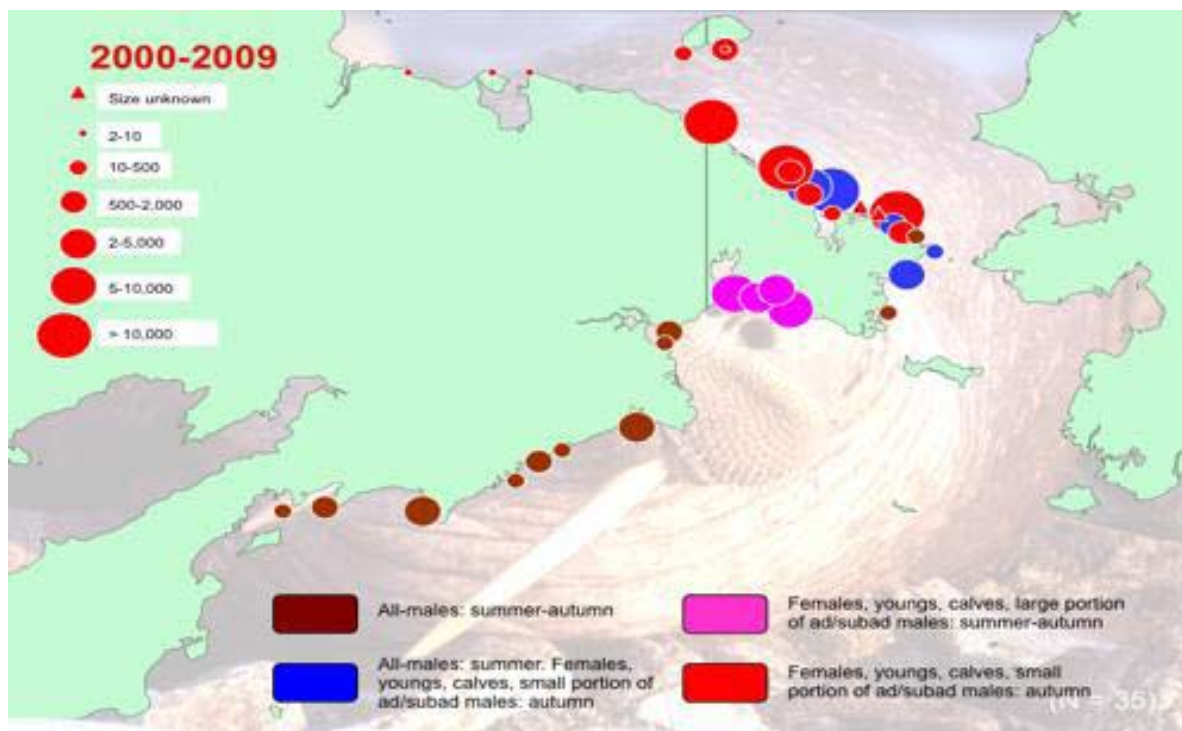 2000-2009
Size unknown
2-10
10-500
500-2,000
2-5,000
5-10,000
> 10,000
All-males: summer-autumn
All-males: summer. Females,
youngs, calves, small portion of
ad/subad males: autumn
Females, youngs, calves, large portion
of ad/subad males: summer-autumn
Females, youngs, calves, small
portion of ad/subad males: autumn
(N = 35)